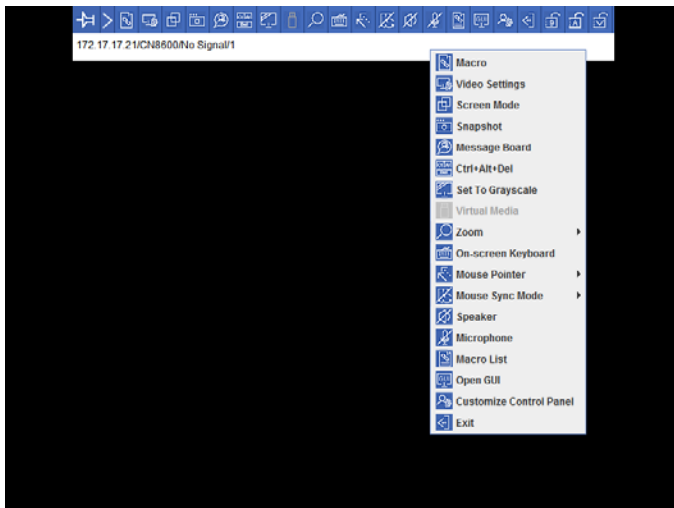 172.17.17.21/CN8600/No Signal/1
Macro
Video Settings
Screen Mode
Snapshot
Message Board
Ctrl+Alt+Del
Set To Grayscale
Virtual Media
Zoom
On-screen Keyboard
Mouse Pointer
Mouse Sync Mode
Speaker
Microphone
Macro List
Open GUI
Customize Control Panel
Exit